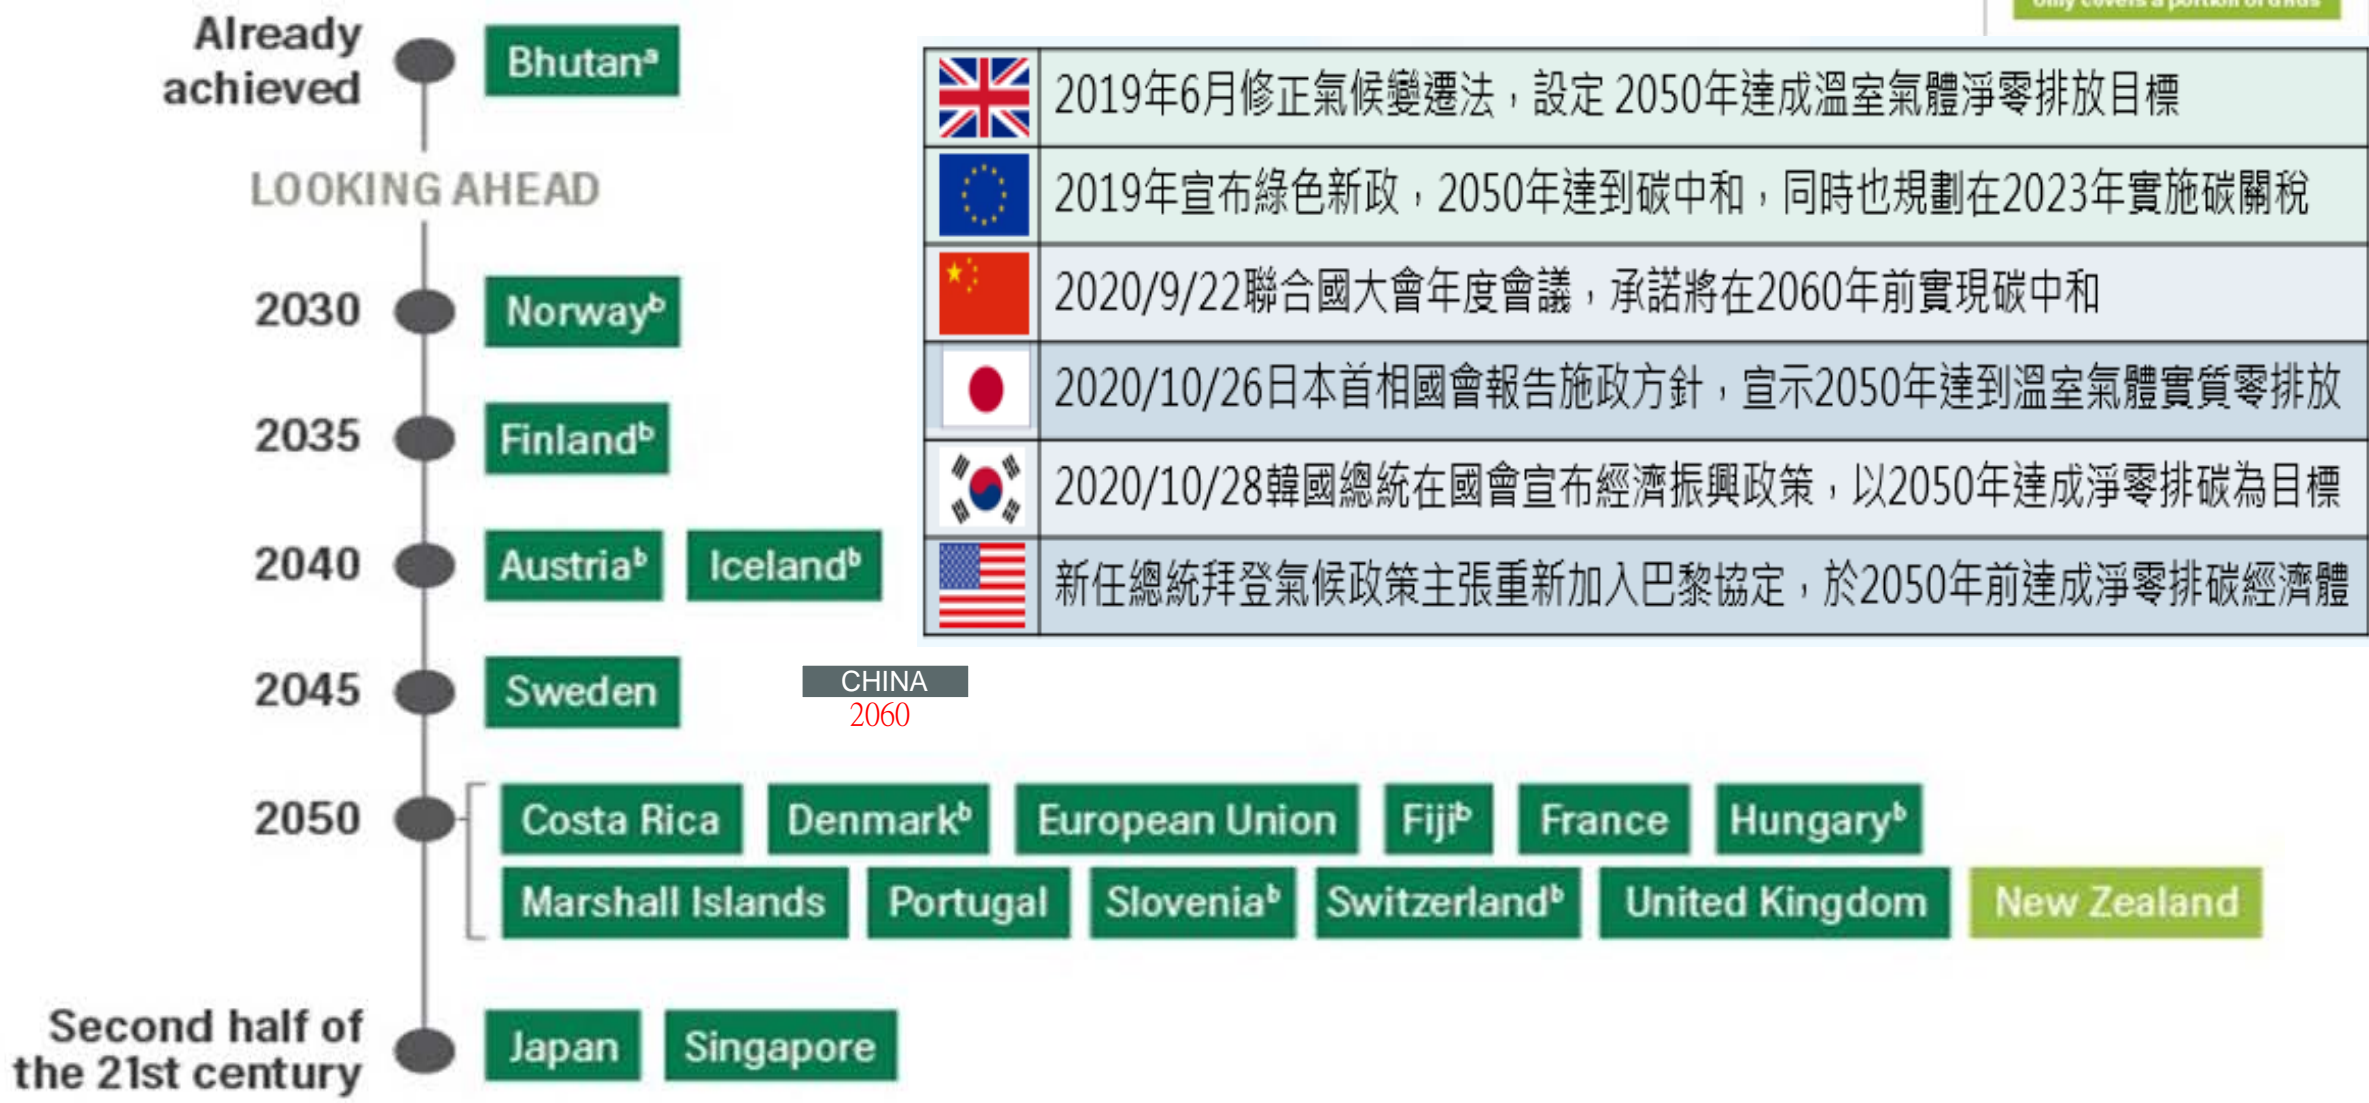 only covers a portion of GHGs
Already
achieved
Bhutanᵃ
LOOKING AHEAD
2030
Norwayᵇ
2035
Finlandᵇ
2040
Austriaᵇ
Icelandᵇ
2045
Sweden
CHINA
2060
2050
Costa Rica
Denmarkᵇ
European Union
Fijiᵇ
France
Hungaryᵇ
Marshall Islands
Portugal
Sloveniaᵇ
Switzerlandᵇ
United Kingdom
New Zealand
Second half of
the 21st century
Japan
Singapore
2019年6月修正氣候變遷法，設定 2050年達成溫室氣體淨零排放目標
2019年宣布綠色新政，2050年達到碳中和，同時也規劃在2023年實施碳關稅
2020/9/22聯合國大會年度會議，承諾將在2060年前實現碳中和
2020/10/26日本首相國會報告施政方針，宣示2050年達到溫室氣體實質零排放
2020/10/28韓國總統在國會宣布經濟振興政策，以2050年達成淨零排碳為目標
新任總統拜登氣候政策主張重新加入巴黎協定，於2050年前達成淨零排碳經濟體